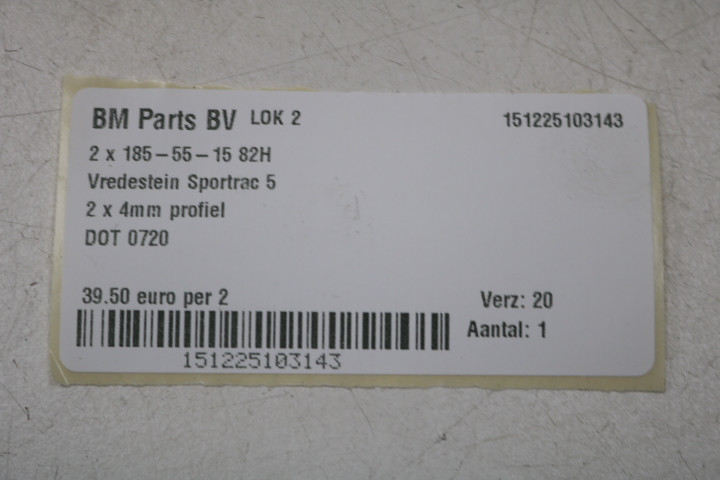 BM Parts BV LOK 2 151225103143
2 x 185-55-15 82H
Vredestein Sportrac 5
2 x 4mm profiel
DOT 0720
39.50 euro per 2 Verz: 20
Aantal: 1
151225103143